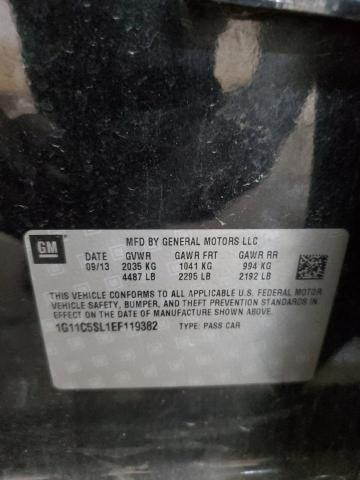 GM
MFD BY GENERAL MOTORS LLC
DATE GVWR GAWR FRT GAWR RR
09/13 2035 KG 1041 KG 994 KG
4487 LB 2295 LB 2192 LB
THIS VEHICLE CONFORMS TO ALL APPLICABLE U.S. FEDERAL MOTOR
VEHICLE SAFETY, BUMPER, AND THEFT PREVENTION STANDARDS IN
EFFECT ON THE DATE OF MANUFACTURE SHOWN ABOVE.
1G11C5SL1EF119382 TYPE: PASS CAR